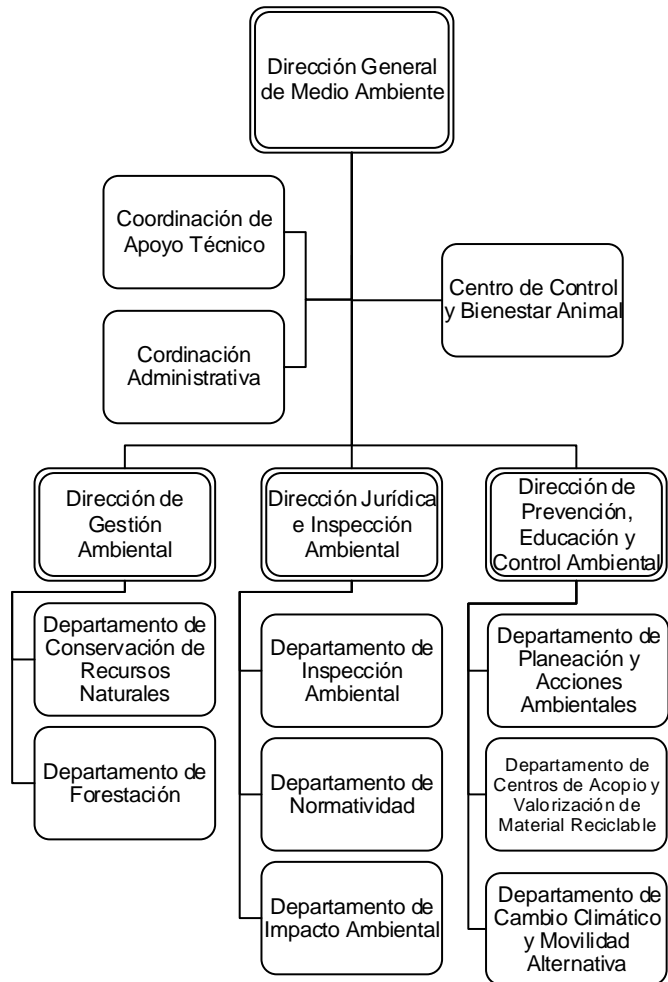 Dirección General
de Medio Ambiente
Coordinación de
Apoyo Técnico
Centro de Control
y Bienestar Animal
Cordinación
Administrativa
Dirección de
Gestión
Ambiental
Dirección Jurídica
e Inspección
Ambiental
Dirección de
Prevención,
Educación y
Control Ambiental
Departamento de
Conservación de
Recursos
Naturales
Departamento de
Forestación
Departamento de
Inspección
Ambiental
Departamento de
Normatividad
Departamento de
Impacto Ambiental
Departamento de
Planeación y
Acciones
Ambientales
Departamento de
Centros de Acopio y
Valorización de
Material Reciclable
Departamento de
Cambio Climático
y Movilidad
Alternativa